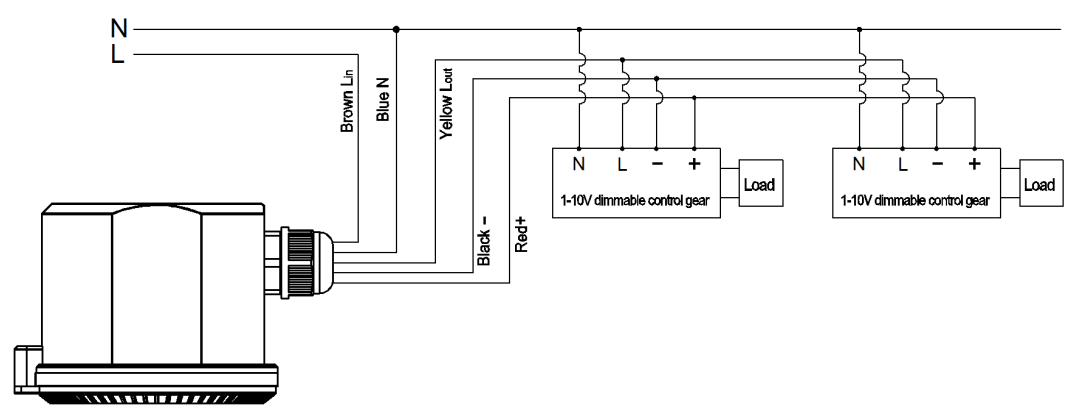 N
L
Brown Lin
Blue N
Yellow Lout
Black −
Red+
N L − +
1-10V dimmable control gear
Load
N L − +
1-10V dimmable control gear
Load